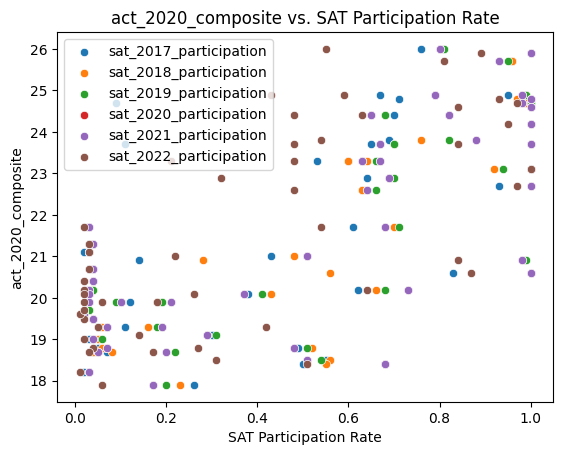 act_2020_composite vs. SAT Participation Rate
sat_2017_participation
sat_2018_participation
sat_2019_participation
sat_2020_participation
sat_2021_participation
sat_2022_participation
act_2020_composite
26
25
24
23
22
21
20
19
18
0.0 0.2 0.4 0.6 0.8 1.0
SAT Participation Rate